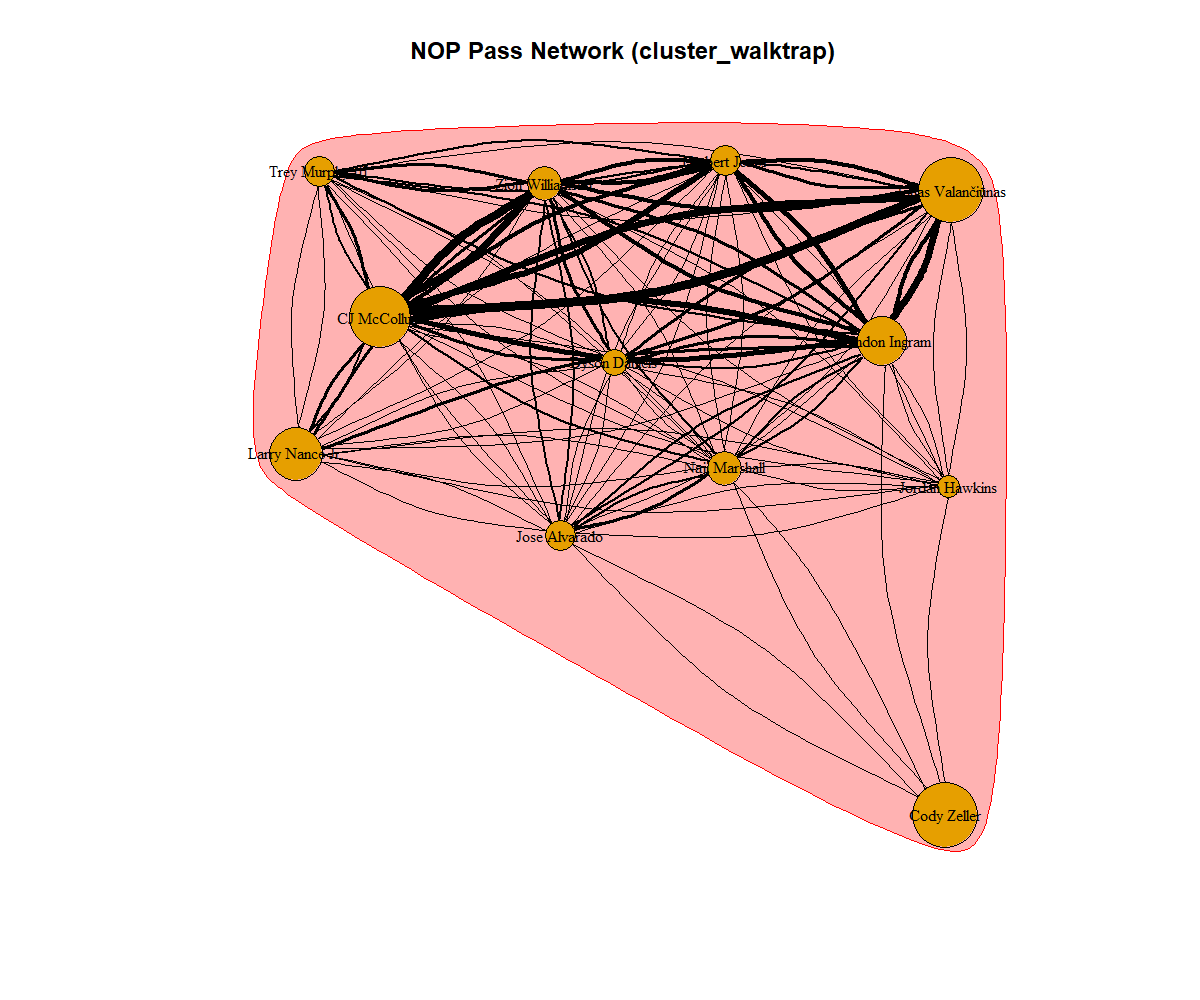 NOP Pass Network (cluster_walktrap)
Trey Murphy III
Zion Williamson
Herbert Jones
Jonas Valančiūnas
CJ McCollum
Brandon Ingram
Dyson Daniels
Larry Nance Jr.
Naji Marshall
Jordan Hawkins
Jose Alvarado
Cody Zeller